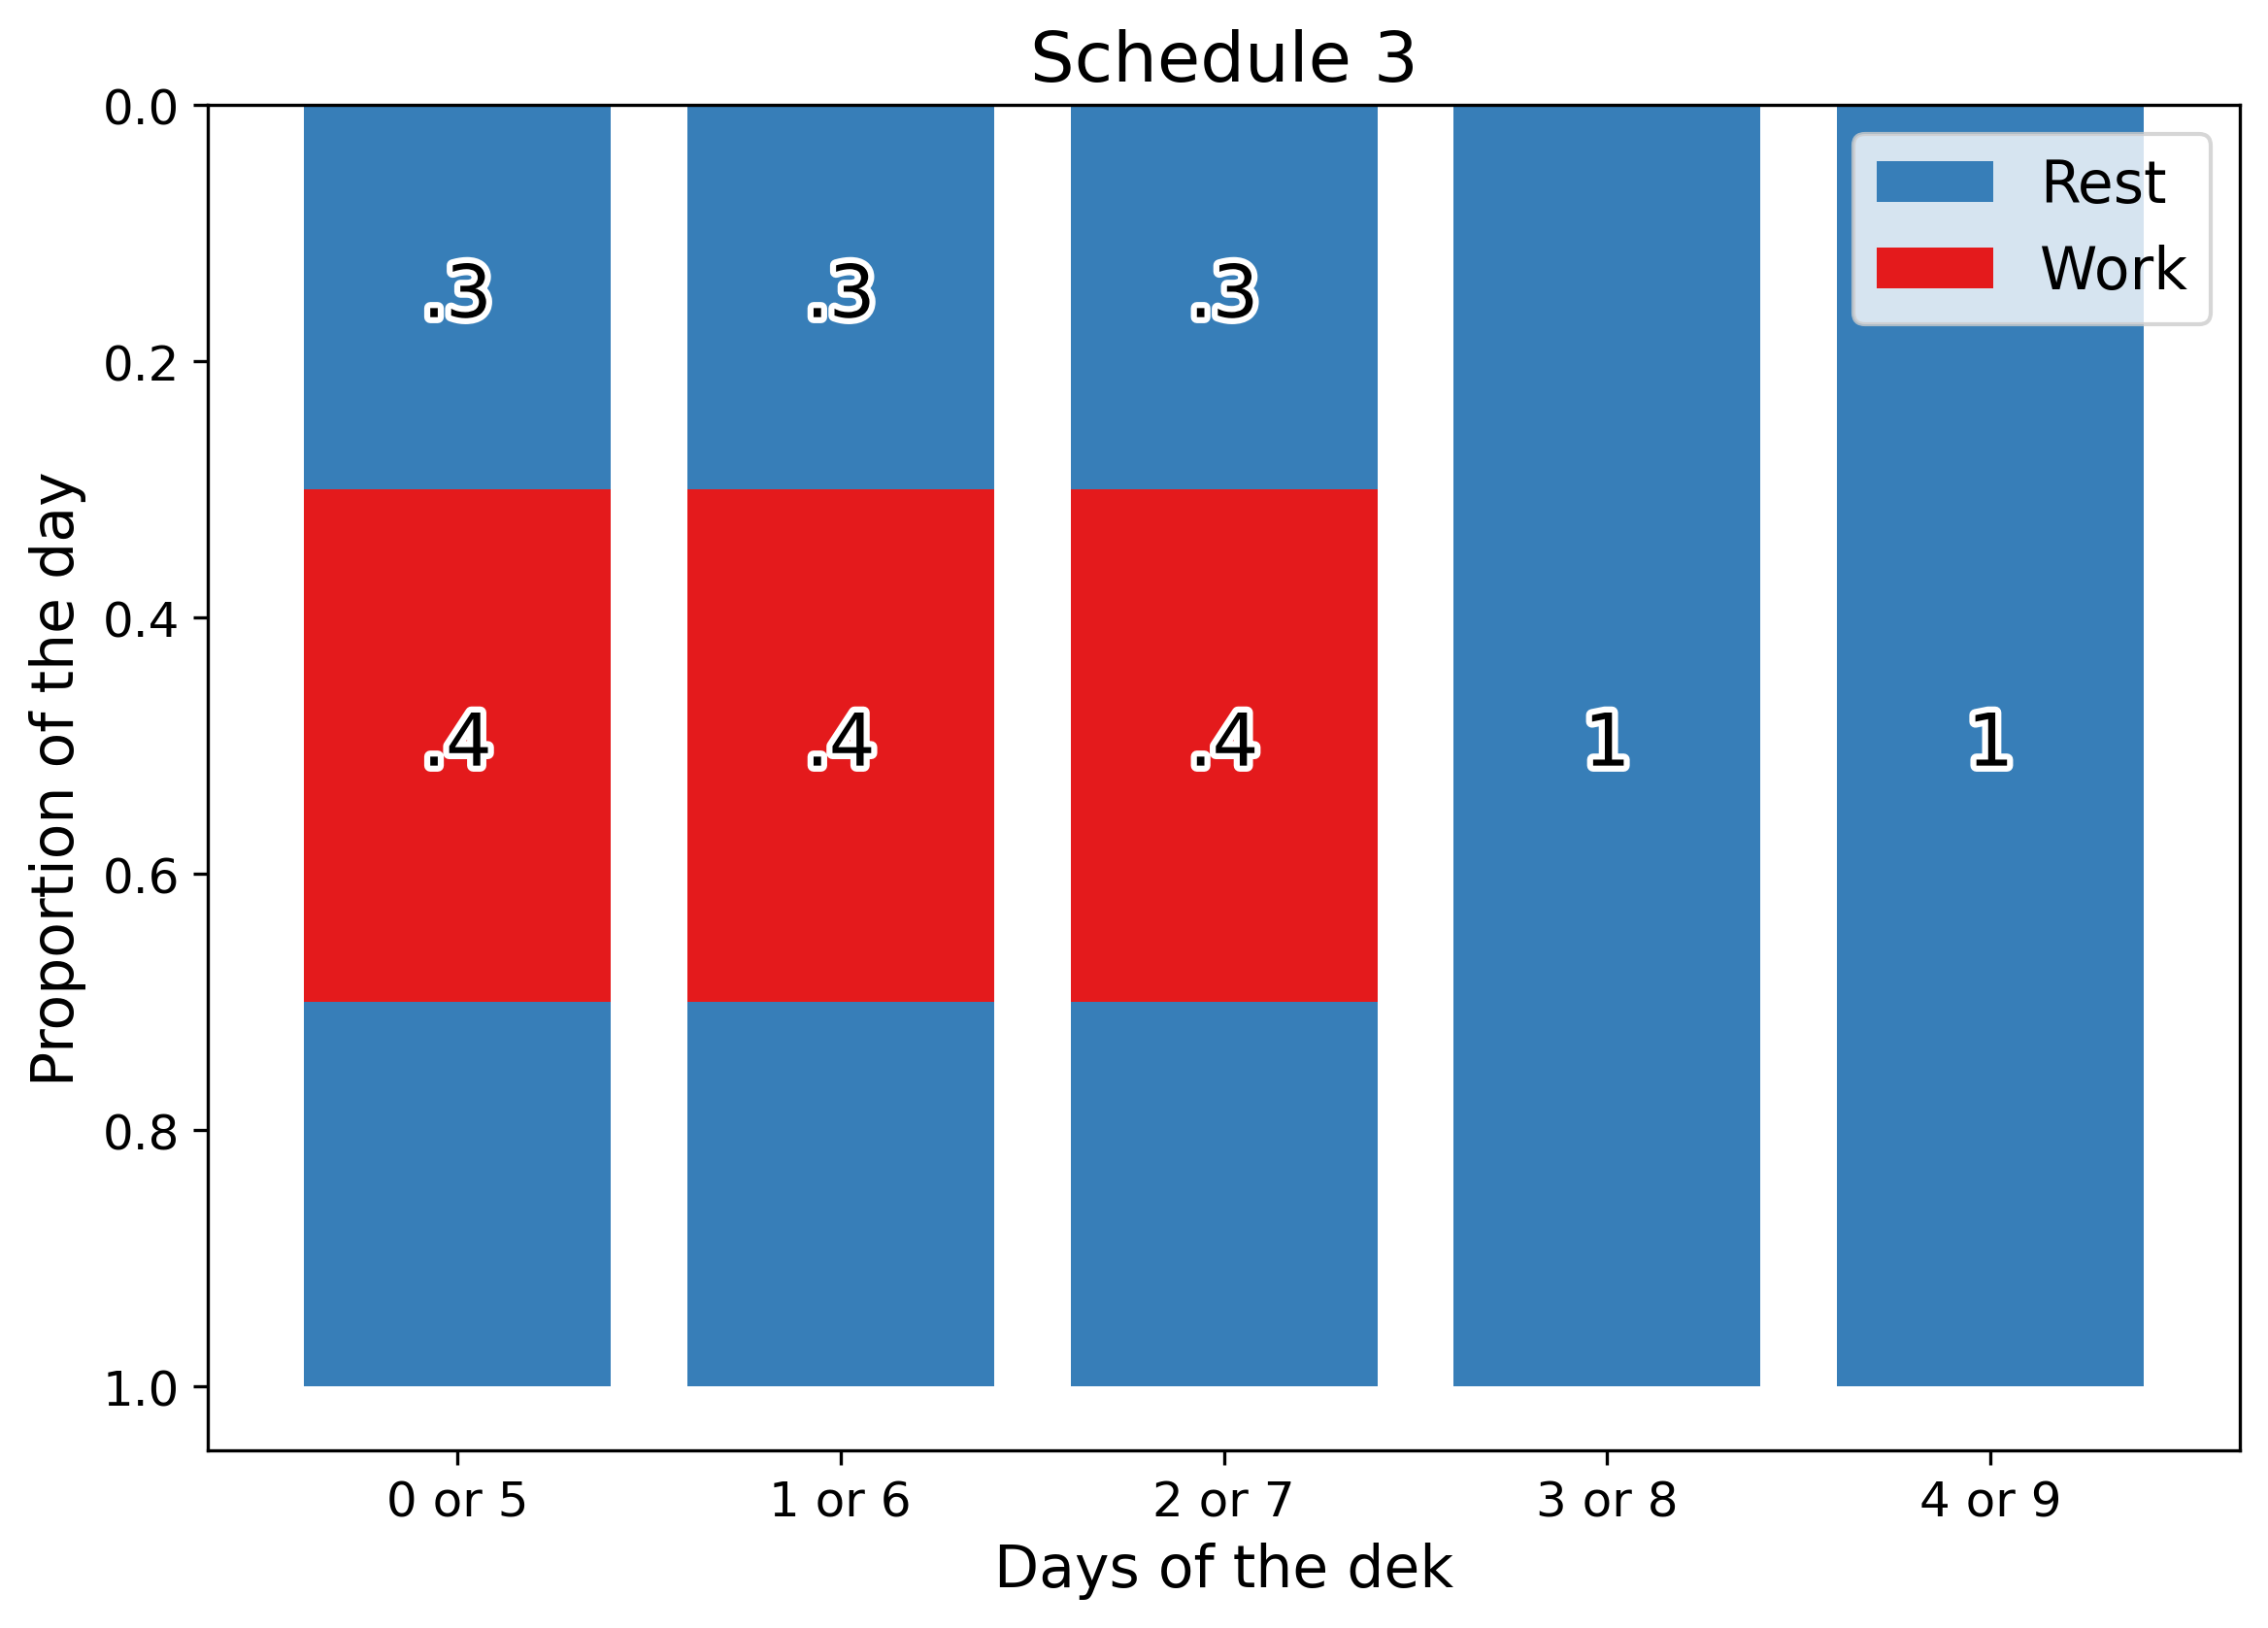 Schedule 3
0.0
0.2
0.4
0.6
0.8
1.0
Proportion of the day
Rest
Work
.3 .3 .3
.4 .4 .4 1 1
0 or 5 1 or 6 2 or 7 3 or 8 4 or 9
Days of the dek